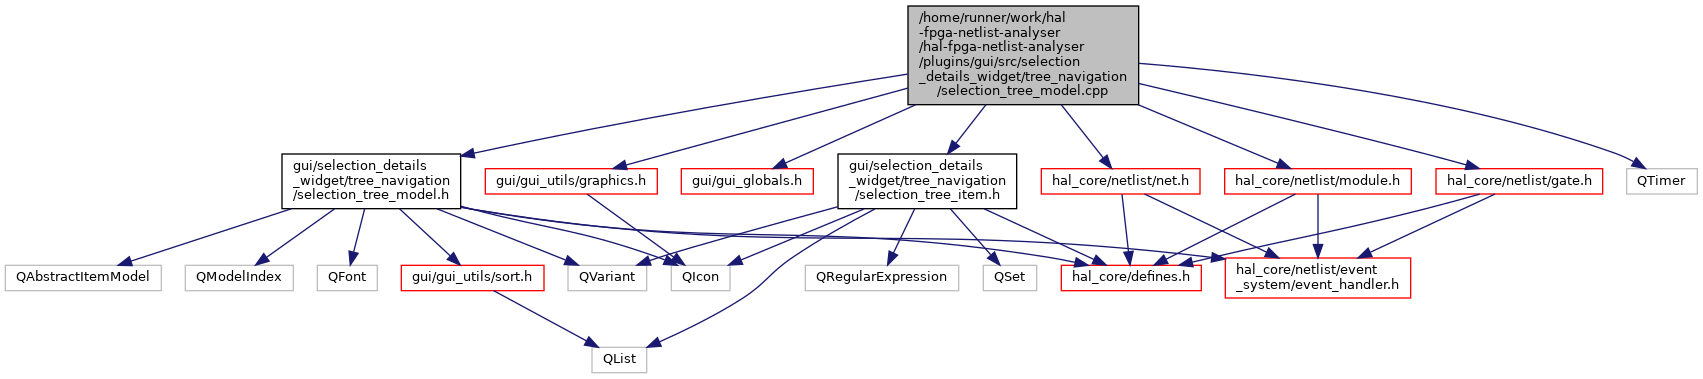 /home/runner/work/hal
-fpga-netlist-analyser
/hal-fpga-netlist-analyser
/plugins/gui/src/selection
_details_widget/tree_navigation
/selection_tree_model.cpp
gui/selection_details
_widget/tree_navigation
/selection_tree_model.h
gui/gui_utils/graphics.h
gui/gui_globals.h
gui/selection_details
_widget/tree_navigation
/selection_tree_item.h
hal_core/netlist/net.h
hal_core/netlist/module.h
hal_core/netlist/gate.h
QTimer
QAbstractItemModel
QModelIndex
QFont
gui/gui_utils/sort.h
QVariant
QIcon
QRegularExpression
QSet
hal_core/defines.h
hal_core/netlist/event
_system/event_handler.h
QList